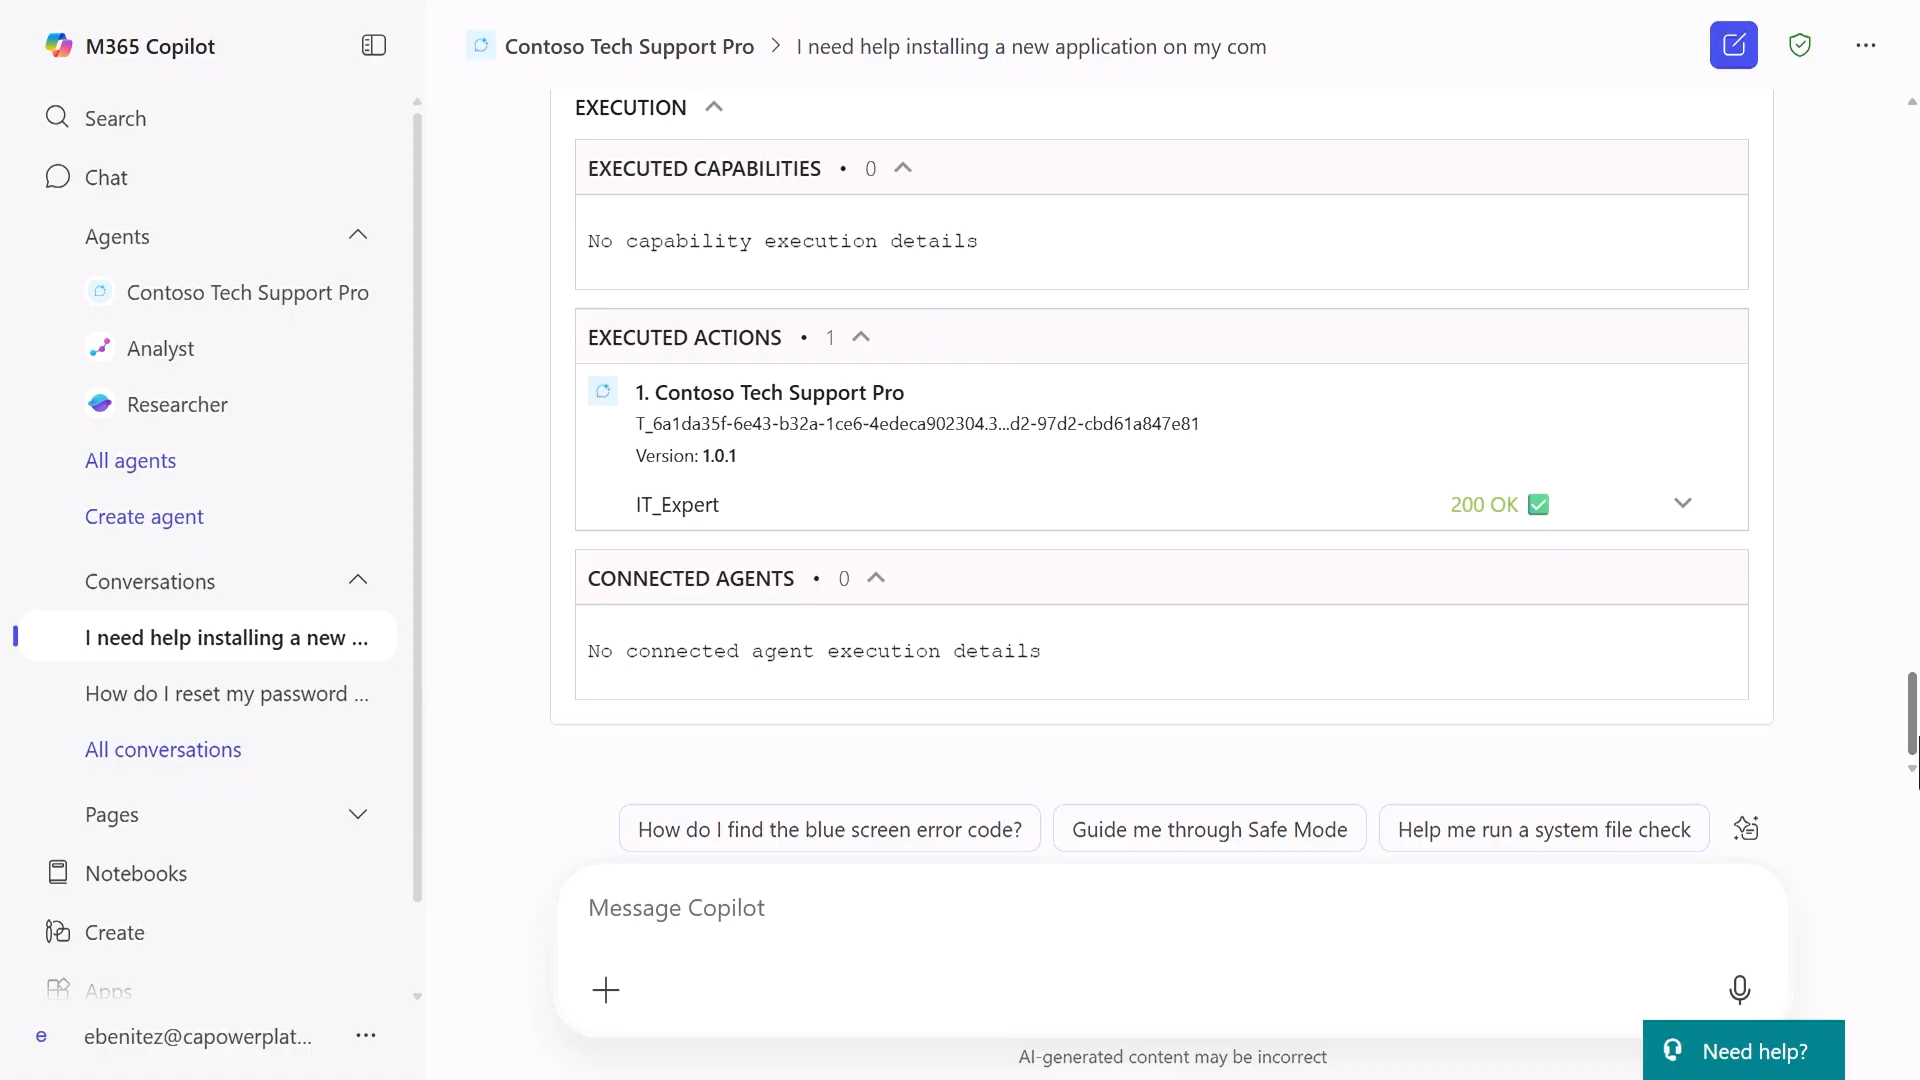 M365 Copilot
Search
Chat
Agents
Contoso Tech Support Pro
Analyst
Researcher
All agents
Create agent
Conversations
I need help installing a new ...
How do I reset my password ...
All conversations
Pages
Notebooks
Create
Apps
e
ebenitez@capowerplat...
Contoso Tech Support Pro
I need help installing a new application on my com
EXECUTION
EXECUTED CAPABILITIES • 0
No capability execution details
EXECUTED ACTIONS • 1
1. Contoso Tech Support Pro
T_6a1da35f-6e43-b32a-1ce6-4edeca902304.3...d2-97d2-cbd61a847e81
Version: 1.0.1
IT_Expert 200 OK ✅
CONNECTED AGENTS • 0
No connected agent execution details
How do I find the blue screen error code?
Guide me through Safe Mode
Help me run a system file check
Message Copilot
AI-generated content may be incorrect
Need help?